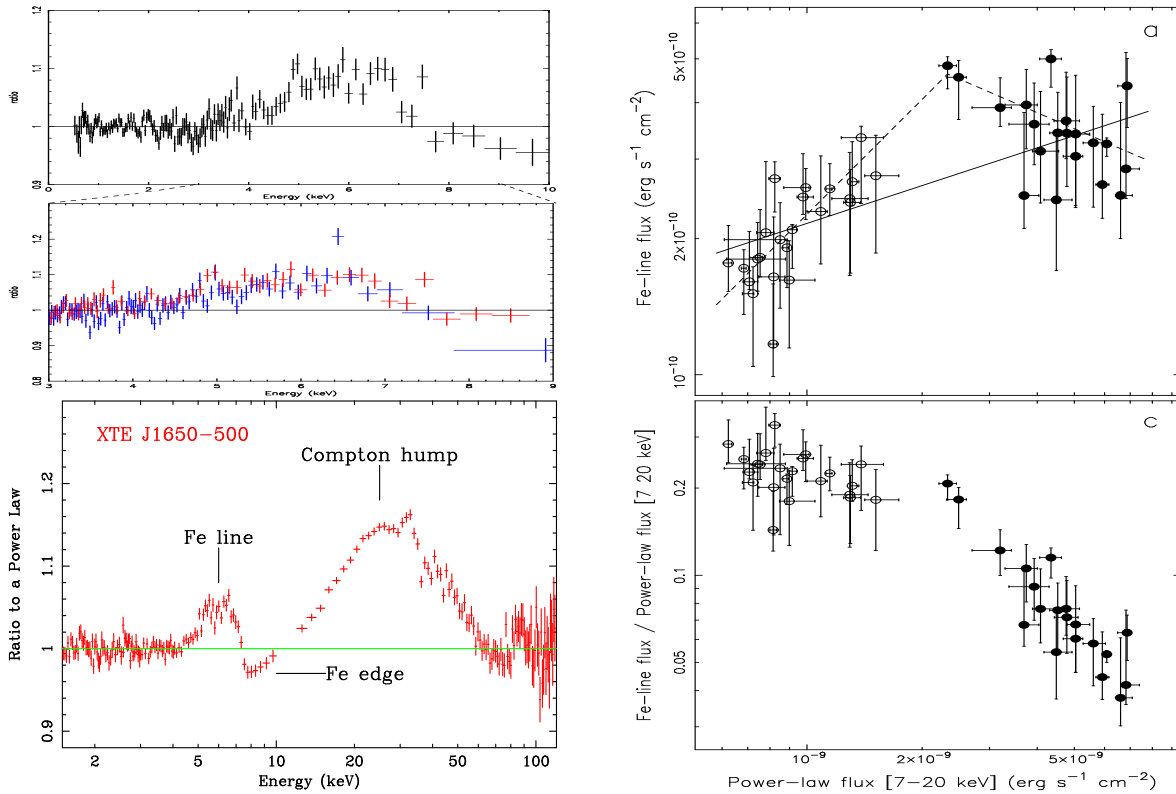 1.2
1.1
1
0.9
ratio
0 2 4 6 8 10
Energy (keV)
1.2
1.1
1
0.9
0.8
ratio
3 4 5 6 7 8 9
Energy (keV)
XTE J1650-500
Compton hump
Fe line
Fe edge
1.2
1.1
1
0.9
Ratio to a Power Law
2 5 10 20 50 100
Energy (keV)
a
5×10⁻¹⁰
2×10⁻¹⁰
10⁻¹⁰
Fe-line flux (erg s⁻¹ cm⁻²)
c
0.2
0.1
0.05
Fe-line flux / Power-law flux [7 20 keV]
10⁻⁹ 2×10⁻⁹ 5×10⁻⁹
Power-law flux [7-20 keV] (erg s⁻¹ cm⁻²)